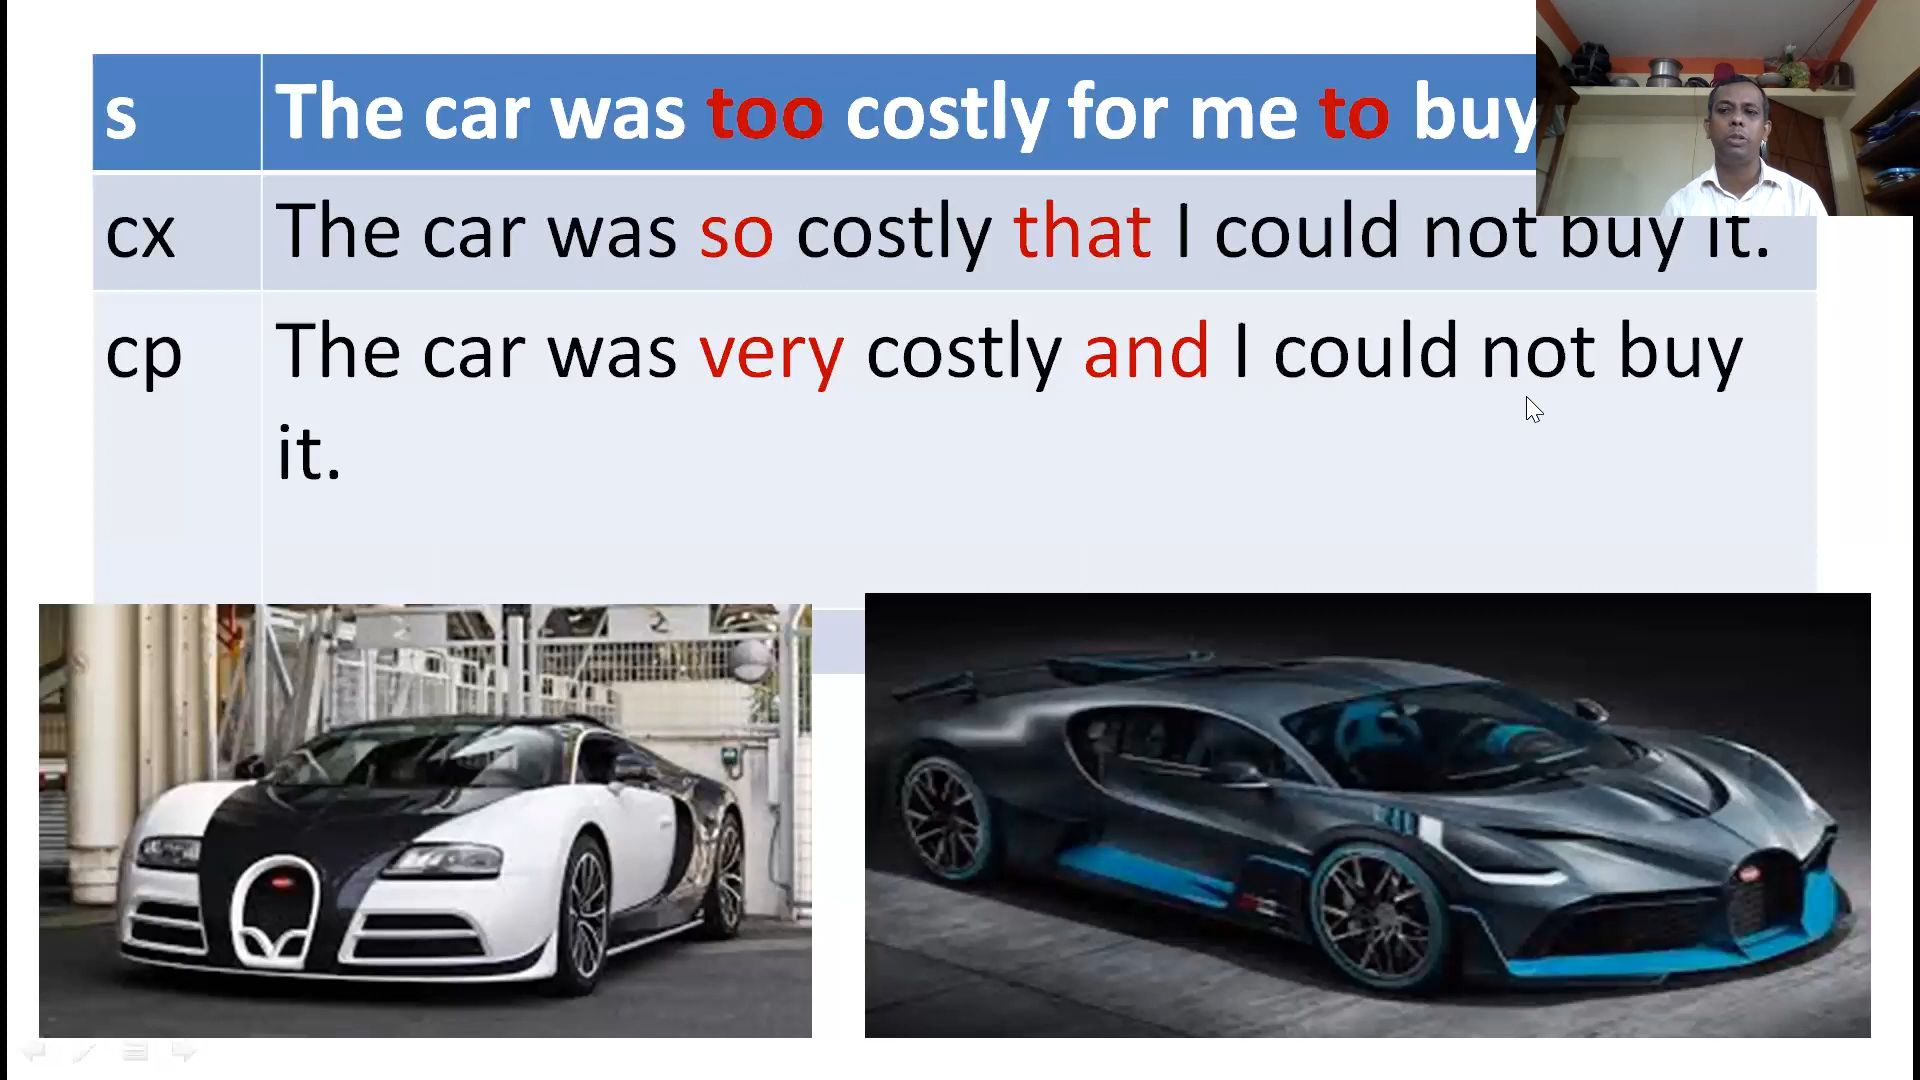 s
The car was too costly for me to buy
cx
The car was so costly that I could not buy it.
cp
The car was very costly and I could not buy
it.